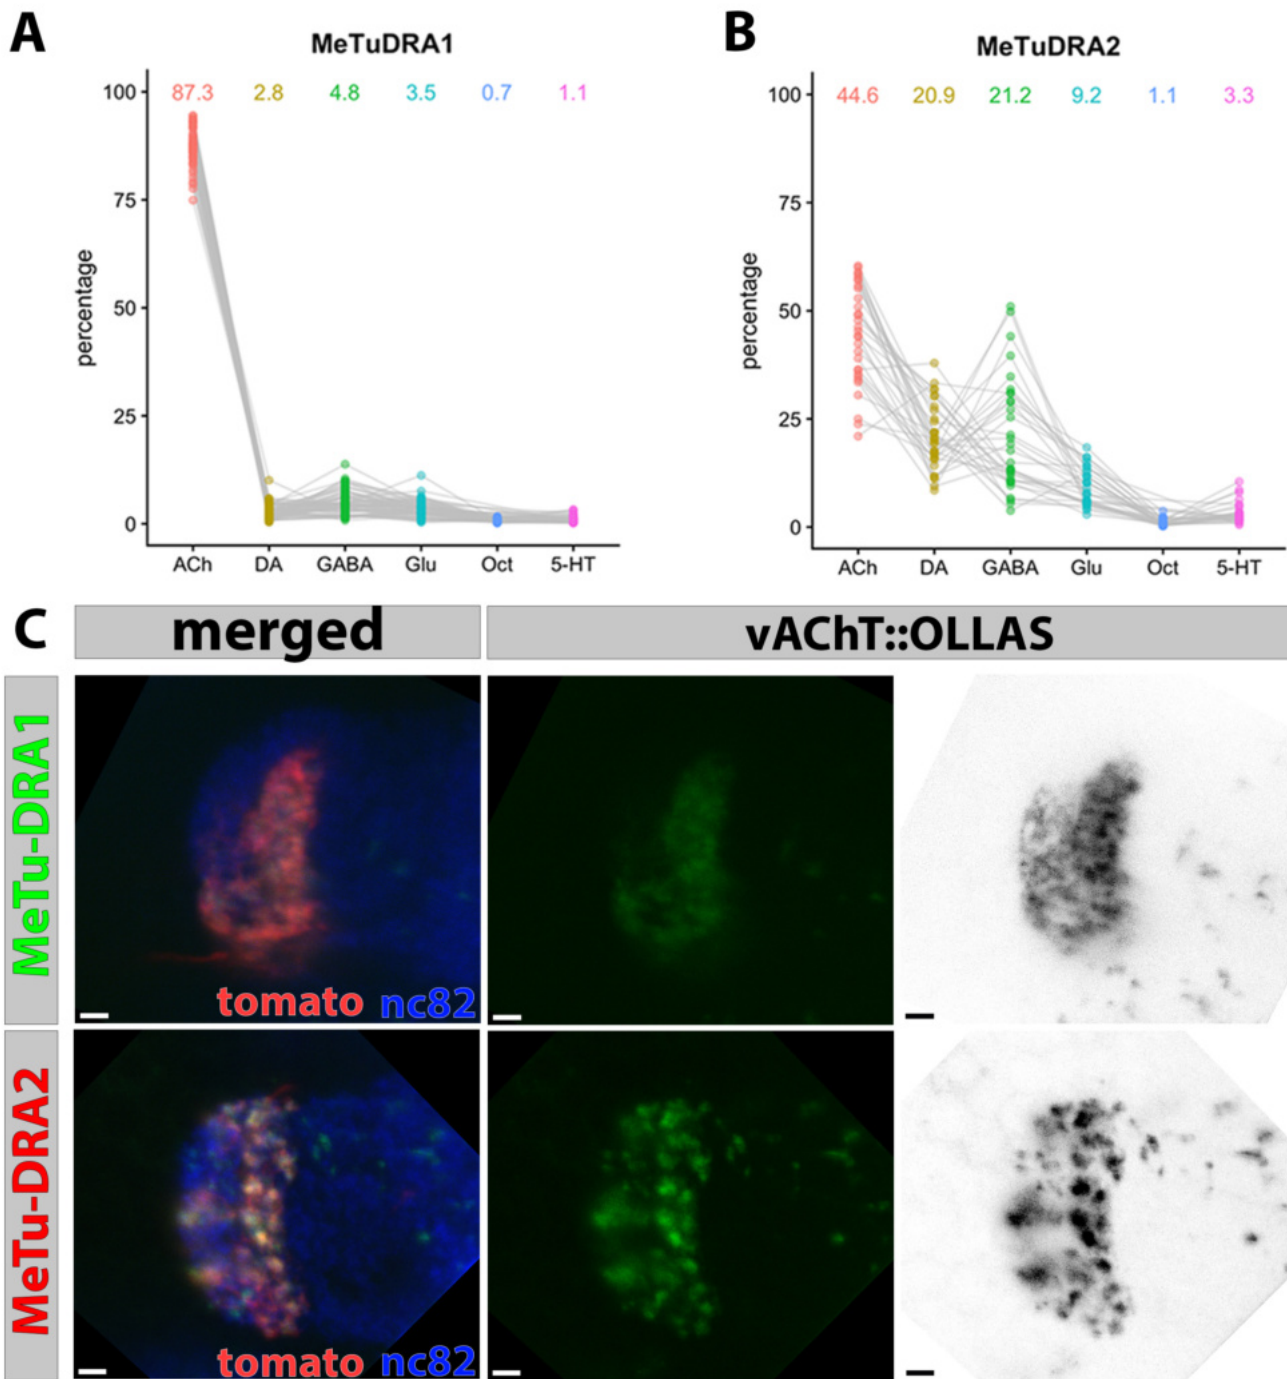 A
MeTuDRA1
100
87.3 2.8 4.8 3.5 0.7 1.1
75
50
25
0
percentage
ACh DA GABA Glu Oct 5-HT
B
MeTuDRA2
100
44.6 20.9 21.2 9.2 1.1 3.3
75
50
25
0
percentage
ACh DA GABA Glu Oct 5-HT
C
merged
vAChT::OLLAS
MeTu-DRA1
tomato nc82
MeTu-DRA2
tomato nc82